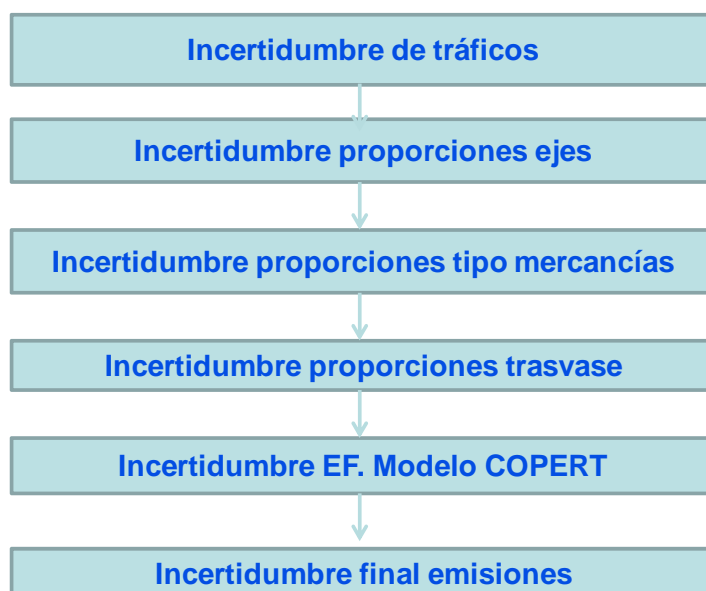 Incertidumbre de tráficos
Incertidumbre proporciones ejes
Incertidumbre proporciones tipo mercancías
Incertidumbre proporciones trasvase
Incertidumbre EF. Modelo COPERT
Incertidumbre final emisiones